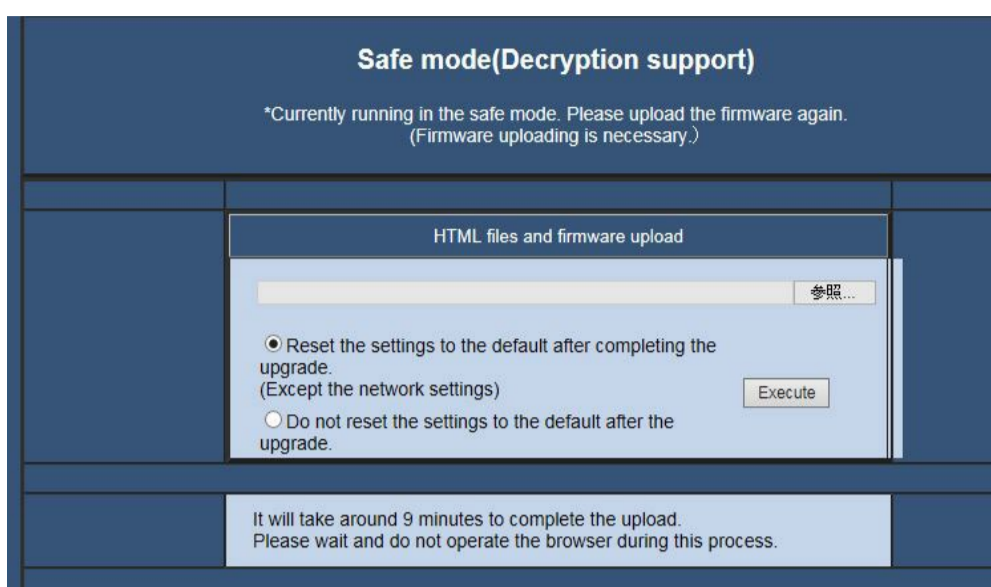 Safe mode(Decryption support)
*Currently running in the safe mode. Please upload the firmware again.
(Firmware uploading is necessary.）
HTML files and firmware upload
参照...
Reset the settings to the default after completing the
upgrade.
(Except the network settings)
Execute
Do not reset the settings to the default after the
upgrade.
It will take around 9 minutes to complete the upload.
Please wait and do not operate the browser during this process.